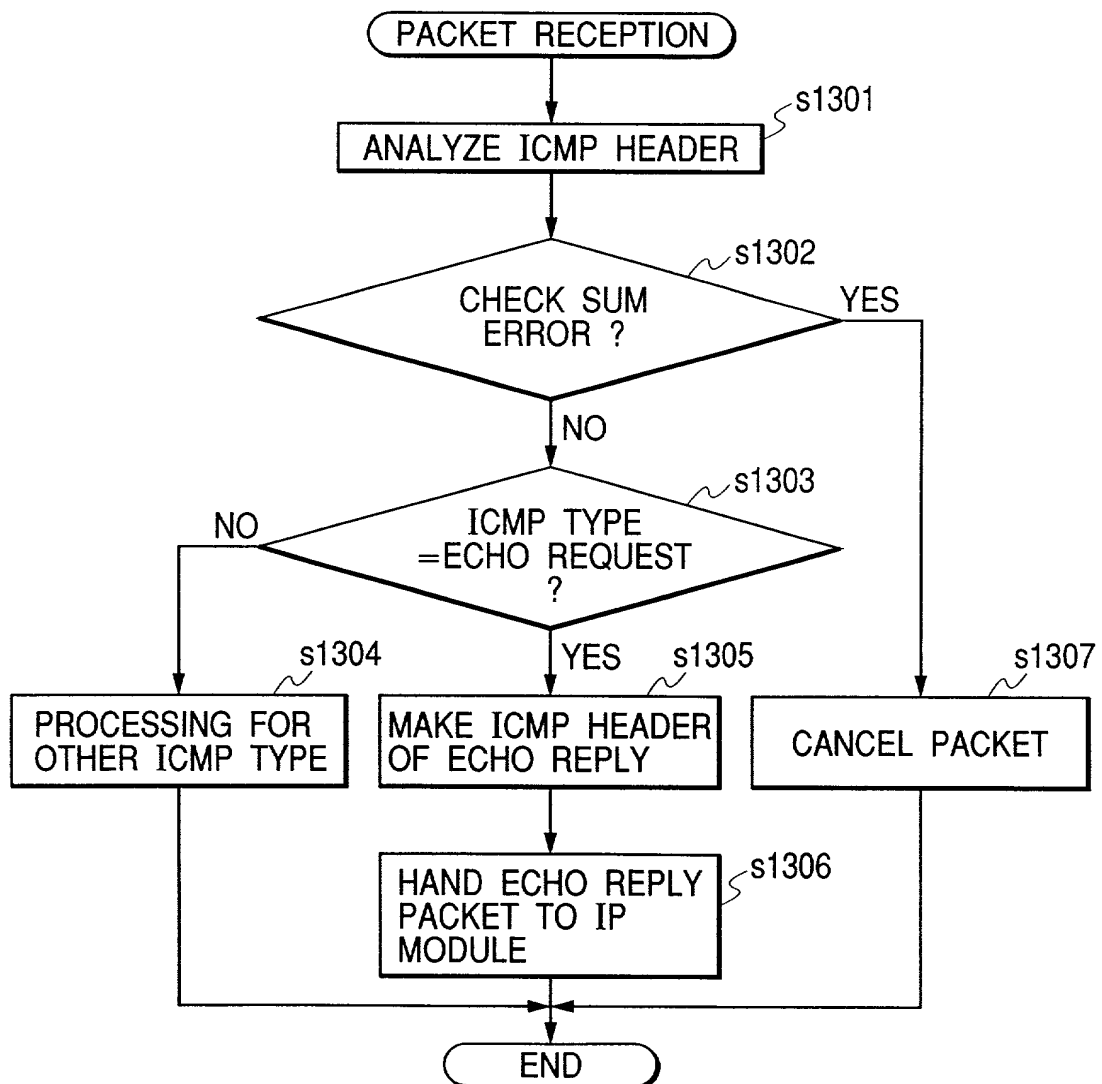 PACKET RECEPTION
s1301
ANALYZE ICMP HEADER
s1302
CHECK SUM
ERROR ?
YES
NO
s1303
ICMP TYPE
=ECHO REQUEST
?
NO
YES
s1304
PROCESSING FOR
OTHER ICMP TYPE
s1305
MAKE ICMP HEADER
OF ECHO REPLY
s1307
CANCEL PACKET
s1306
HAND ECHO REPLY
PACKET TO IP
MODULE
END